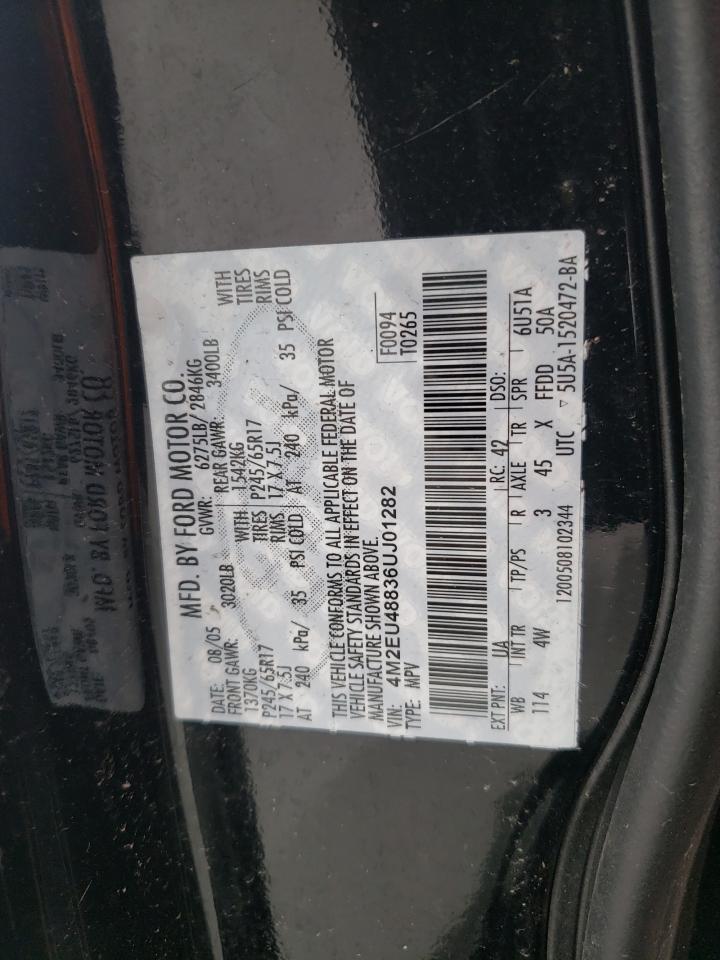 MFD. BY FORD MOTOR CO.
DATE: 08/05 GVWR: 6275LB/ 2846KG
FRONT GAWR: 3020LB REAR GAWR: 3400LB
1370KG WITH 1542KG WITH
P245/65R17 TIRES P245/65R17 TIRES
17 X 7.5J RIMS 17 X 7.5J RIMS
AT 240 kPa/ 35 PSI COLD AT 240 kPa/ 35 PSI COLD
THIS VEHICLE CONFORMS TO ALL APPLICABLE FEDERAL MOTOR
VEHICLE SAFETY STANDARDS IN EFFECT ON THE DATE OF
MANUFACTURE SHOWN ABOVE.
VIN: 4M2EU48836UJ01282 F0094
TYPE: MPV T0265
EXT PNT: UA RC: 42 DSO:
WB INT TR TP/PS R AXLE TR SPR 6U51A
114 4W 3 45 X FFDD 50A
1200508102344 UTC ▽ 5U5A-1520472-BA